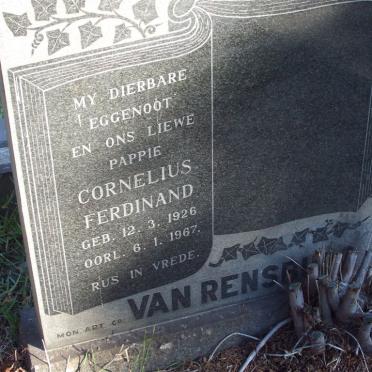 MY DIERBARE
EGGENOOT
EN ONS LIEWE
PAPPIE
CORNELIUS
FERDINAND
GEB. 12. 3. 1926
OORL. 6. 1. 1967.
RUS IN VREDE.
VAN RENS
MON. ART CO.